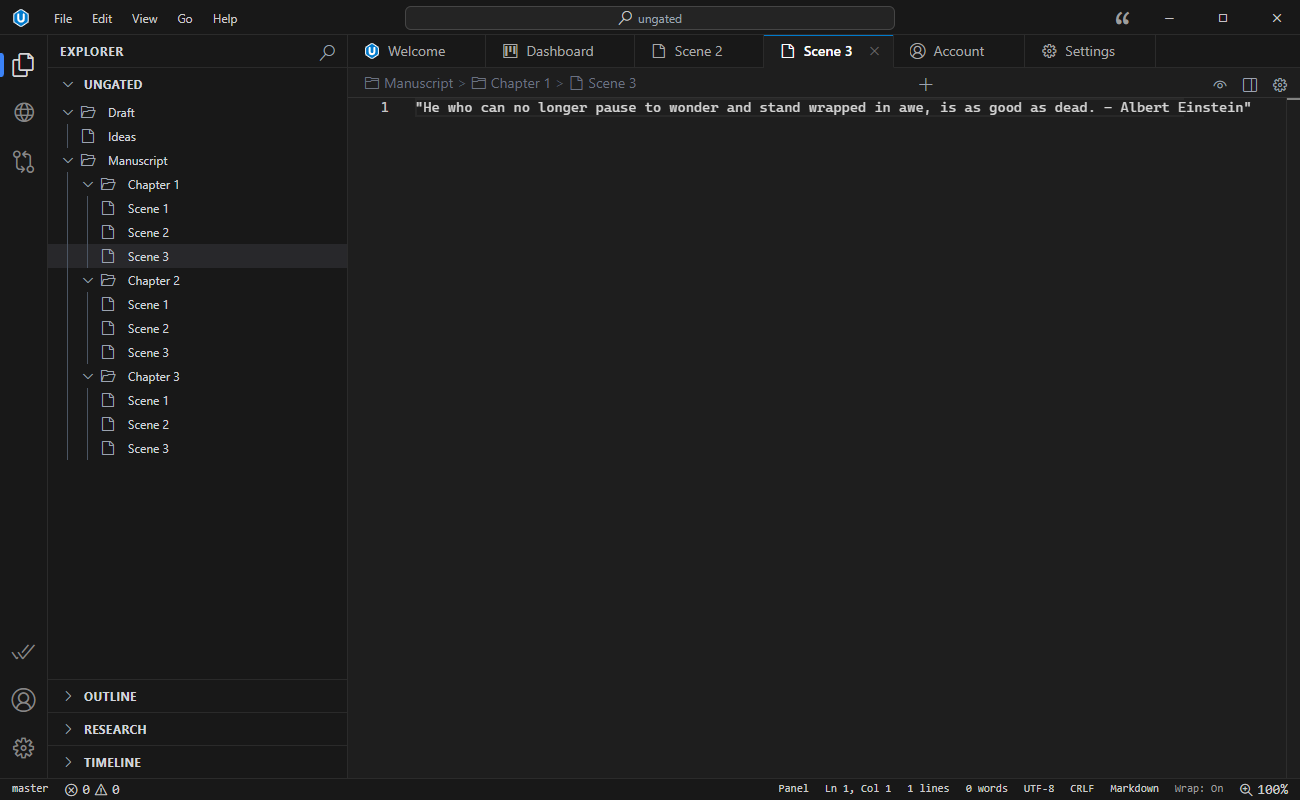 File Edit View Go Help
ungated
EXPLORER
Welcome
Dashboard
Scene 2
Scene 3
Account
Settings
UNGATED
Draft
Ideas
Manuscript
Chapter 1
Scene 1
Scene 2
Scene 3
Chapter 2
Scene 1
Scene 2
Scene 3
Chapter 3
Scene 1
Scene 2
Scene 3
OUTLINE
RESEARCH
TIMELINE
Manuscript > Chapter 1 > Scene 3
1 "He who can no longer pause to wonder and stand wrapped in awe, is as good as dead. — Albert Einstein"
master 0 0
Panel Ln 1, Col 1 1 lines 0 words UTF-8 CRLF Markdown Wrap: On 100%